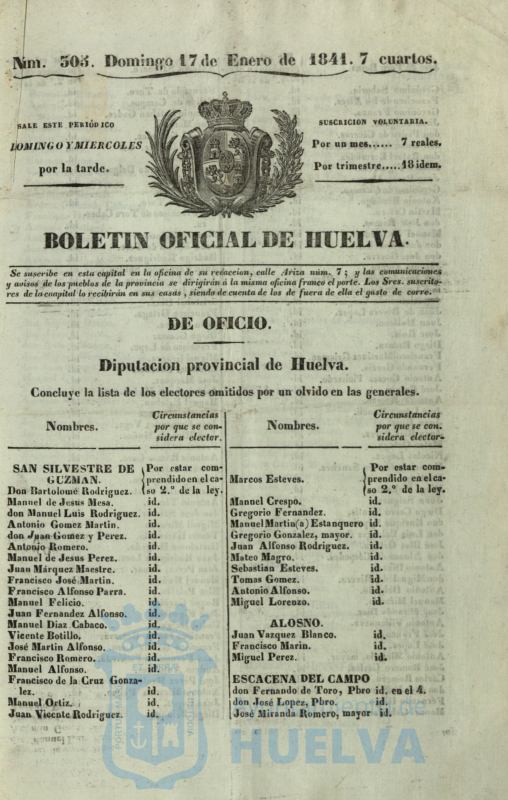 Núm. 503. Domingo 17 de Enero de 1841. 7 cuartos.
SALE ESTE PERIÓDICO
DOMINGO Y MIERCOLES
por la tarde.
SUSCRICION VOLUNTARIA.
Por un mes...... 7 reales.
Por trimestre.....18 idem.
BOLETIN OFICIAL DE HUELVA.
Se suscribe en esta capital en la oficina de su redaccion, calle Ariza núm. 7; y las comunicaciones
y avisos de los pueblos de la provincia se dirigirán á la misma oficina franco el porte. Los Sres. suscrito-
res de la capital lo recibirán en sus casas, siendo de cuenta de los de fuera de ella el gasto de correo.
DE OFICIO.
Diputacion provincial de Huelva.
Concluye la lista de los electores omitidos por un olvido en las generales.
Nombres.
Circunstancias
por que se con-
sidera elector.
SAN SILVESTRE DE
GUZMAN.
Por estar com-
prendido en el ca-
so 2.º de la ley.
Don Bartolomé Rodriguez.
Manuel de Jesus Mesa. id.
don Manuel Luis Rodriguez. id.
Antonio Gomez Martin. id.
don Juan Gomez y Perez. id.
Antonio Romero. id.
Manuel de Jesus Perez. id.
Juan Márquez Maestre. id.
Francisco José Martin. id.
Francisco Alfonso Parra. id.
Manuel Felicio. id.
Juan Fernandez Alfonso. id.
Manuel Diaz Cabaco. id.
Vicente Botillo. id.
José Martin Alfonso. id.
Francisco Romero. id.
Manuel Alfonso. id.
Francisco de la Cruz Gonza-
lez. id.
Manuel Ortiz. id.
Juan Vicente Rodriguez. id.
Nombres.
Circunstancias
por que se con-
sidera elector.
Marcos Esteves.
Por estar com-
prendido en el ca-
so 2.º de la ley.
Manuel Crespo. id.
Gregorio Fernandez. id.
Manuel Martin (a) Estanquero id.
Gregorio Gonzalez, mayor. id.
Juan Alfonso Rodriguez. id.
Mateo Magro. id.
Sebastian Esteves. id.
Tomas Gomez. id.
Antonio Alfonso. id.
Miguel Lorenzo. id.
ALOSNO.
Juan Vazquez Blanco. id.
Francisco Marin. id.
Miguel Perez. id.
ESCACENA DEL CAMPO
don Fernando de Toro, Pbro id. en el 4.
don José Lopez, Pbro. id.
José Miranda Romero, mayor id.
HUELVA